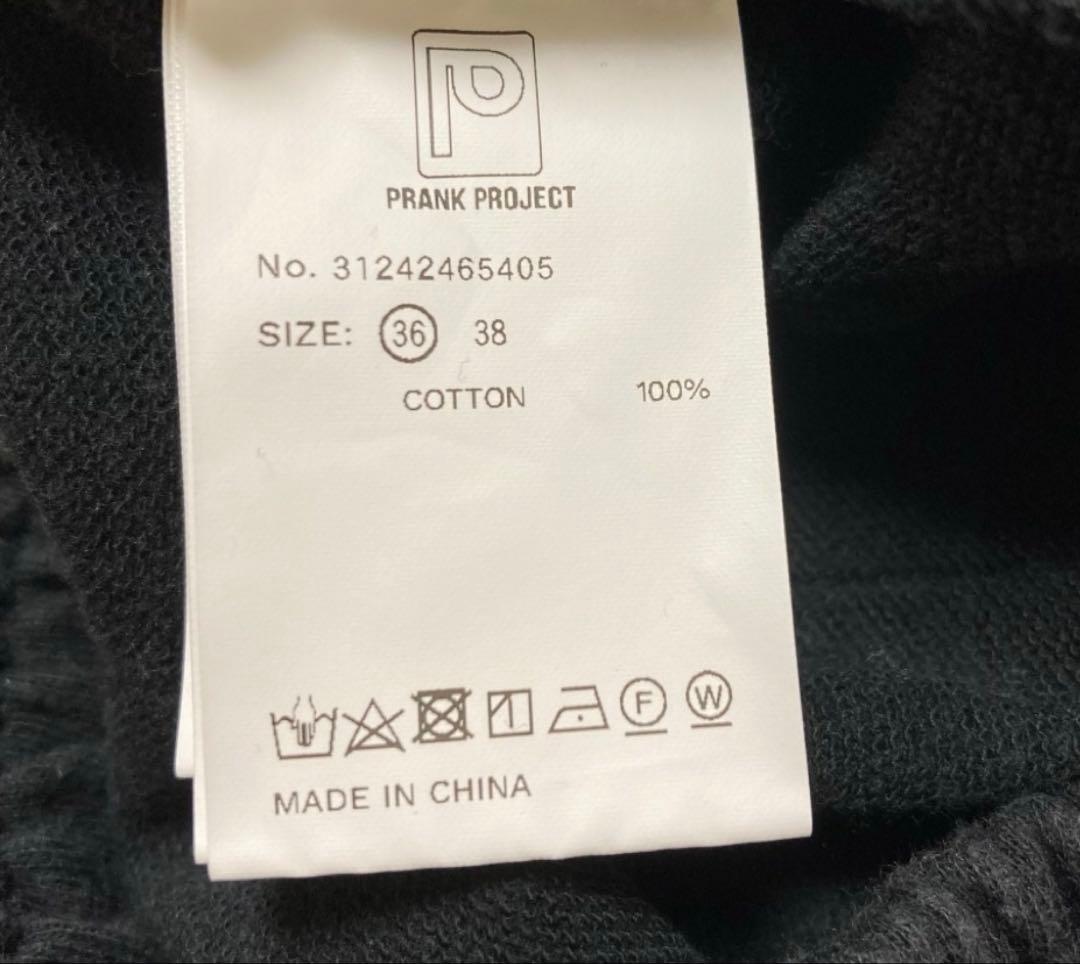 P
PRANK PROJECT
No. 31242465405
SIZE: 36 38
COTTON 100%
F W
MADE IN CHINA